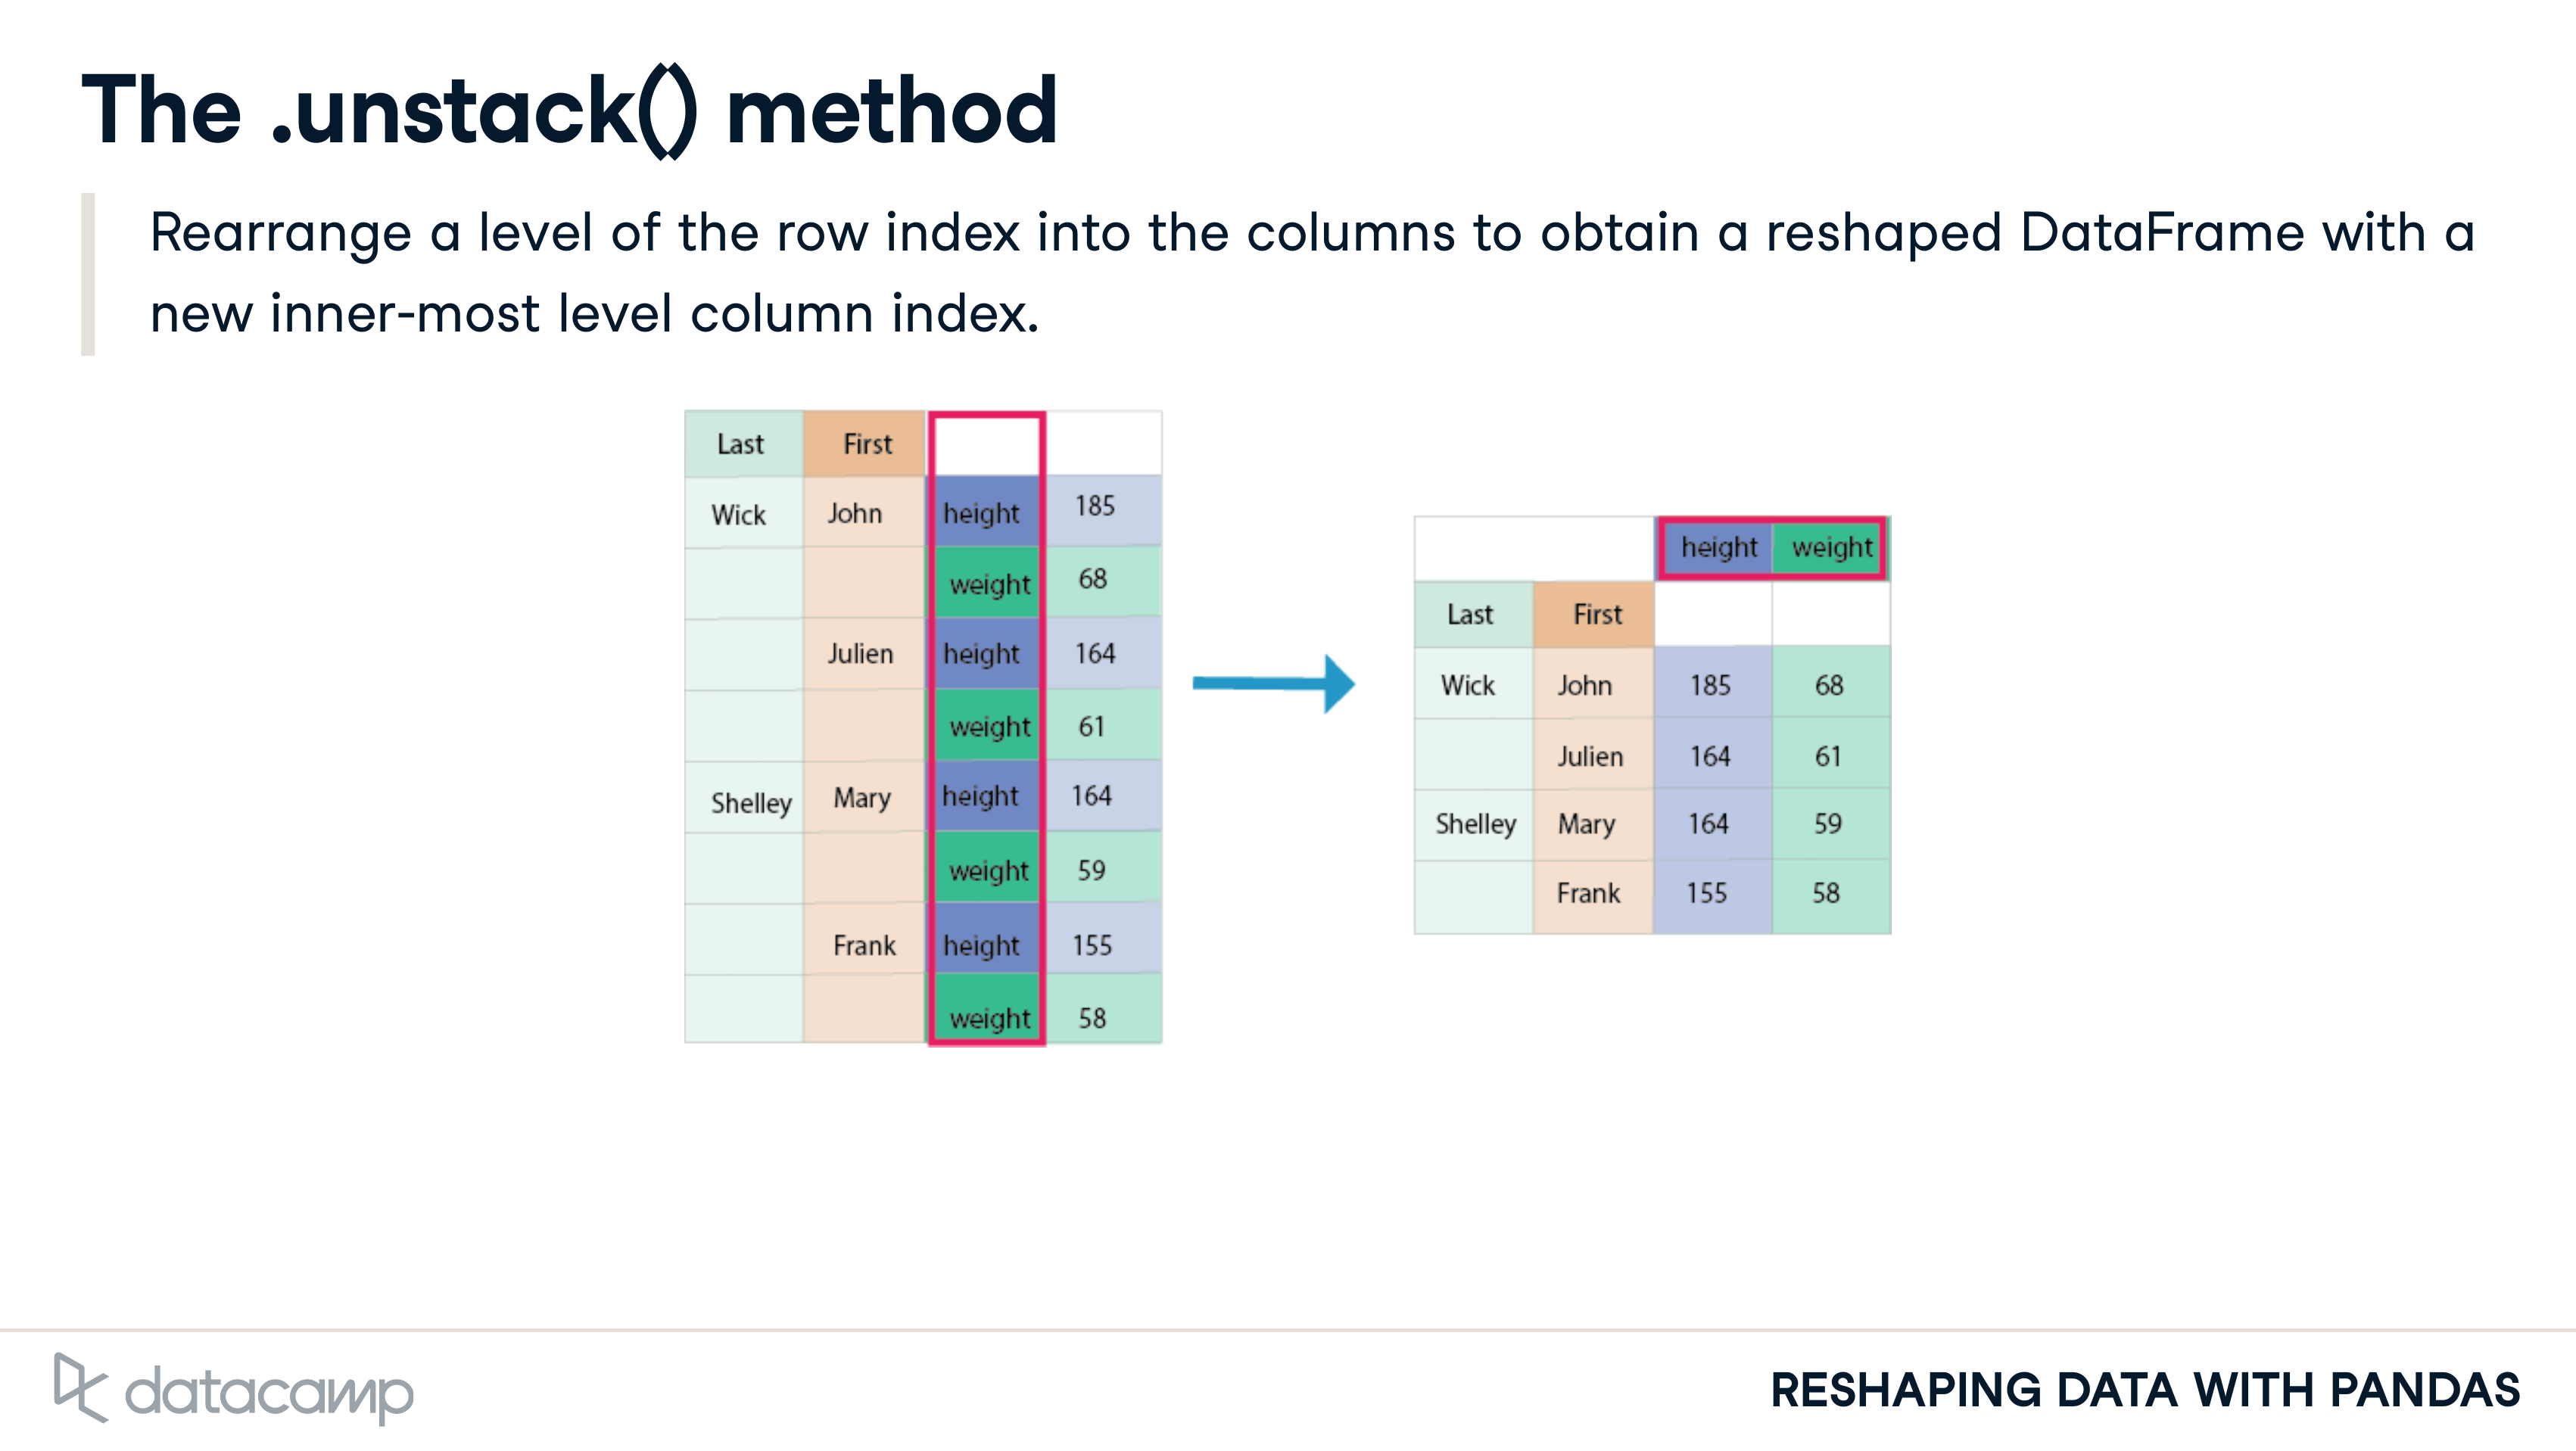 The .unstack() method
Rearrange a level of the row index into the columns to obtain a reshaped DataFrame with a
new inner-most level column index.
Last First
Wick John height 185
weight 68
Julien height 164
weight 61
Shelley Mary height 164
weight 59
Frank height 155
weight 58
height weight
Last First
Wick John 185 68
Julien 164 61
Shelley Mary 164 59
Frank 155 58
datacamp
RESHAPING DATA WITH PANDAS